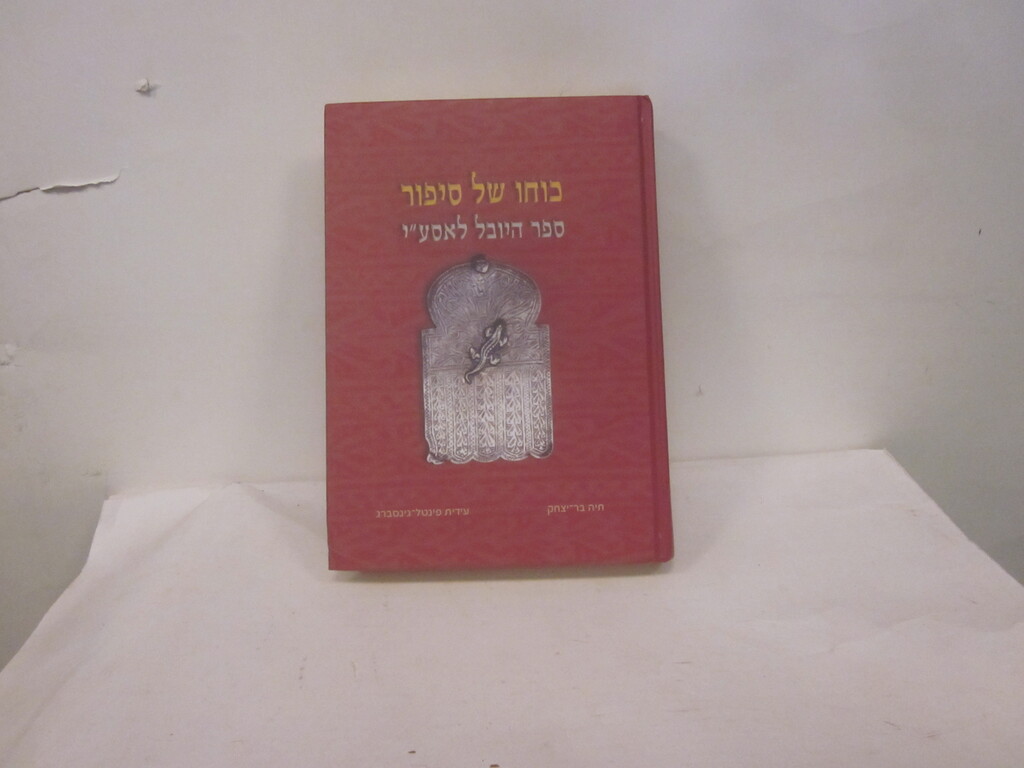 כוחו של סיפור
ספר היובל לאסע"י
חיה בר־יצחק
עידית פינטל־גינסברג